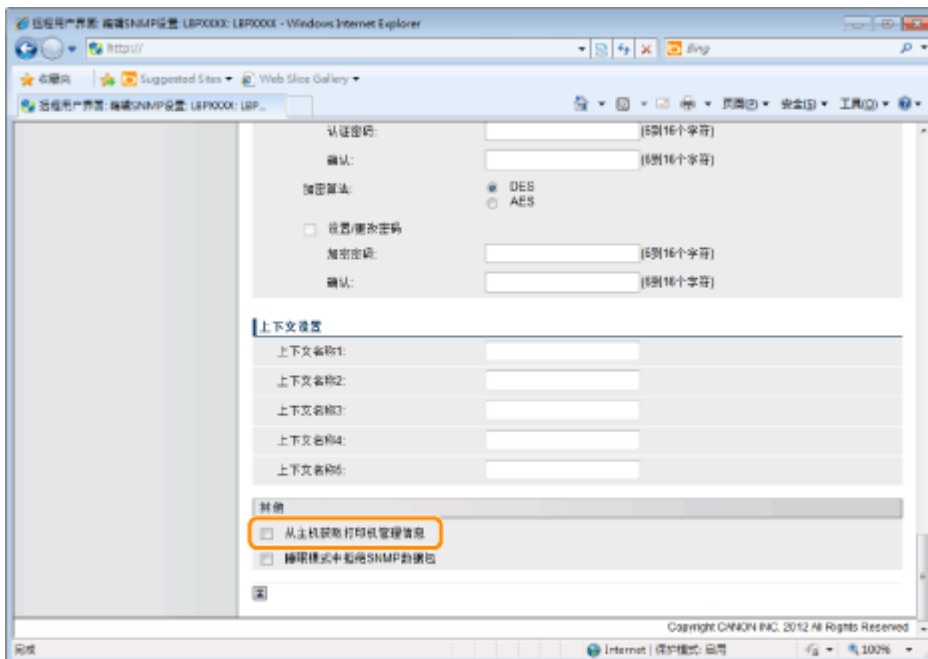 远程用户界面: 编辑SNMP设置: LBPXXXX: LBPXXXX - Windows Internet Explorer
http://
Bing
收藏夹 Suggested Sites Web Slice Gallery
远程用户界面: 编辑SNMP设置: LBPXXXX: LBP... 页面(P) 安全(S) 工具(O)
认证密码: (6到16个字符)
确认: (6到16个字符)
加密算法: DES
AES
设置/更改密码
加密密码: (6到16个字符)
确认: (6到16个字符)
上下文设置
上下文名称1:
上下文名称2:
上下文名称3:
上下文名称4:
上下文名称5:
其他
从主机获取打印机管理信息
睡眠模式中拒绝SNMP数据包
Copyright CANON INC. 2012 All Rights Reserved
完成 Internet | 保护模式: 启用 100%